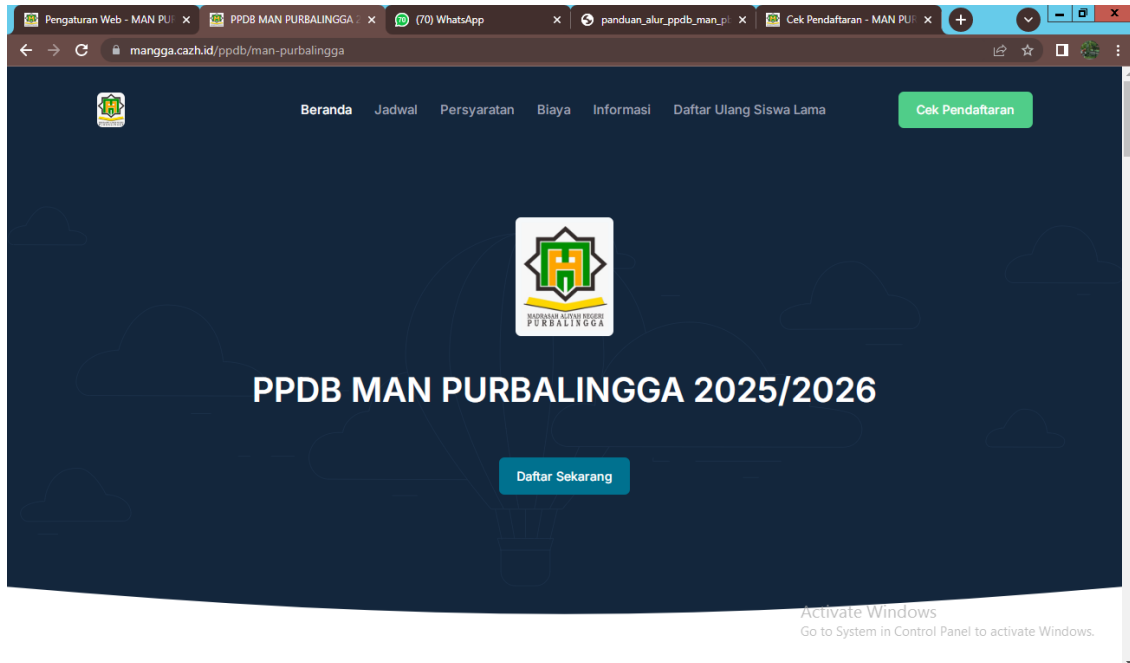 Pengaturan Web - MAN PUR
PPDB MAN PURBALINGGA 2
(70) WhatsApp
panduan_alur_ppdb_man_pb
Cek Pendaftaran - MAN PUR
mangga.cazh.id/ppdb/man-purbalingga
Beranda Jadwal Persyaratan Biaya Informasi Daftar Ulang Siswa Lama Cek Pendaftaran
MADRASAH ALIYAH NEGERI
PURBALINGGA
PPDB MAN PURBALINGGA 2025/2026
Daftar Sekarang
Activate Windows
Go to System in Control Panel to activate Windows.